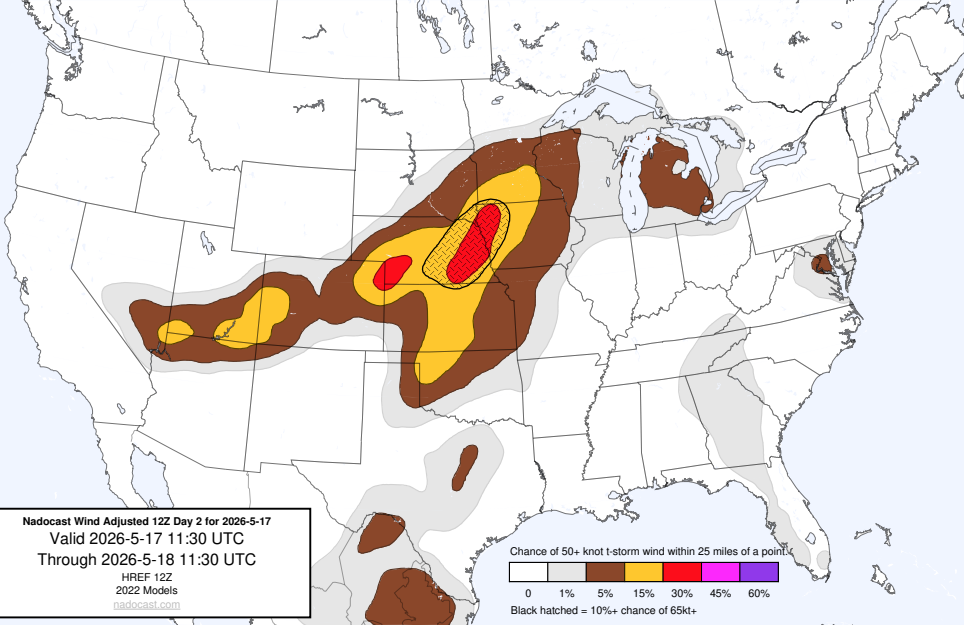 Nadocast Wind Adjusted 12Z Day 2 for 2026-5-17
Valid 2026-5-17 11:30 UTC
Through 2026-5-18 11:30 UTC
HREF 12Z
2022 Models
nadocast.com
Chance of 50+ knot t-storm wind within 25 miles of a point.
0 1% 5% 15% 30% 45% 60%
Black hatched = 10%+ chance of 65kt+